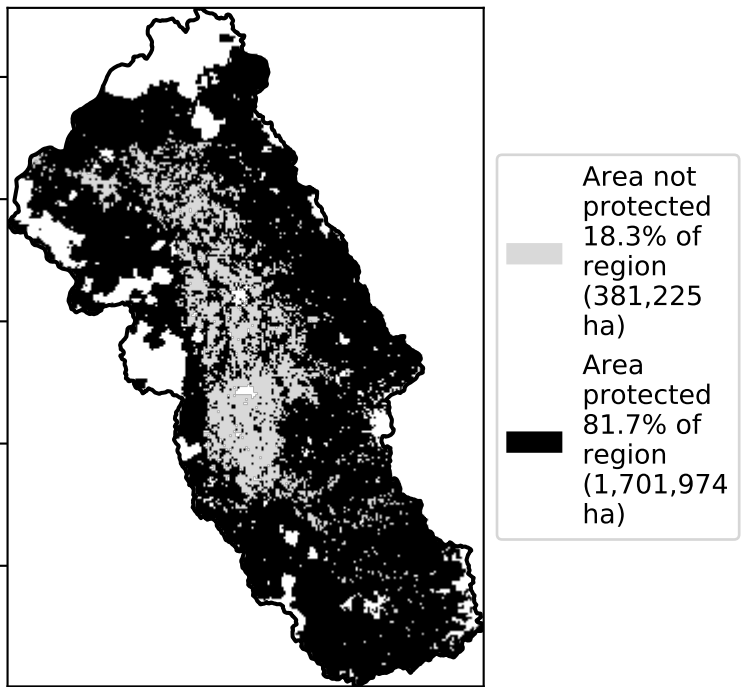 Area not
protected
18.3% of
region
(381,225
ha)
Area
protected
81.7% of
region
(1,701,974
ha)